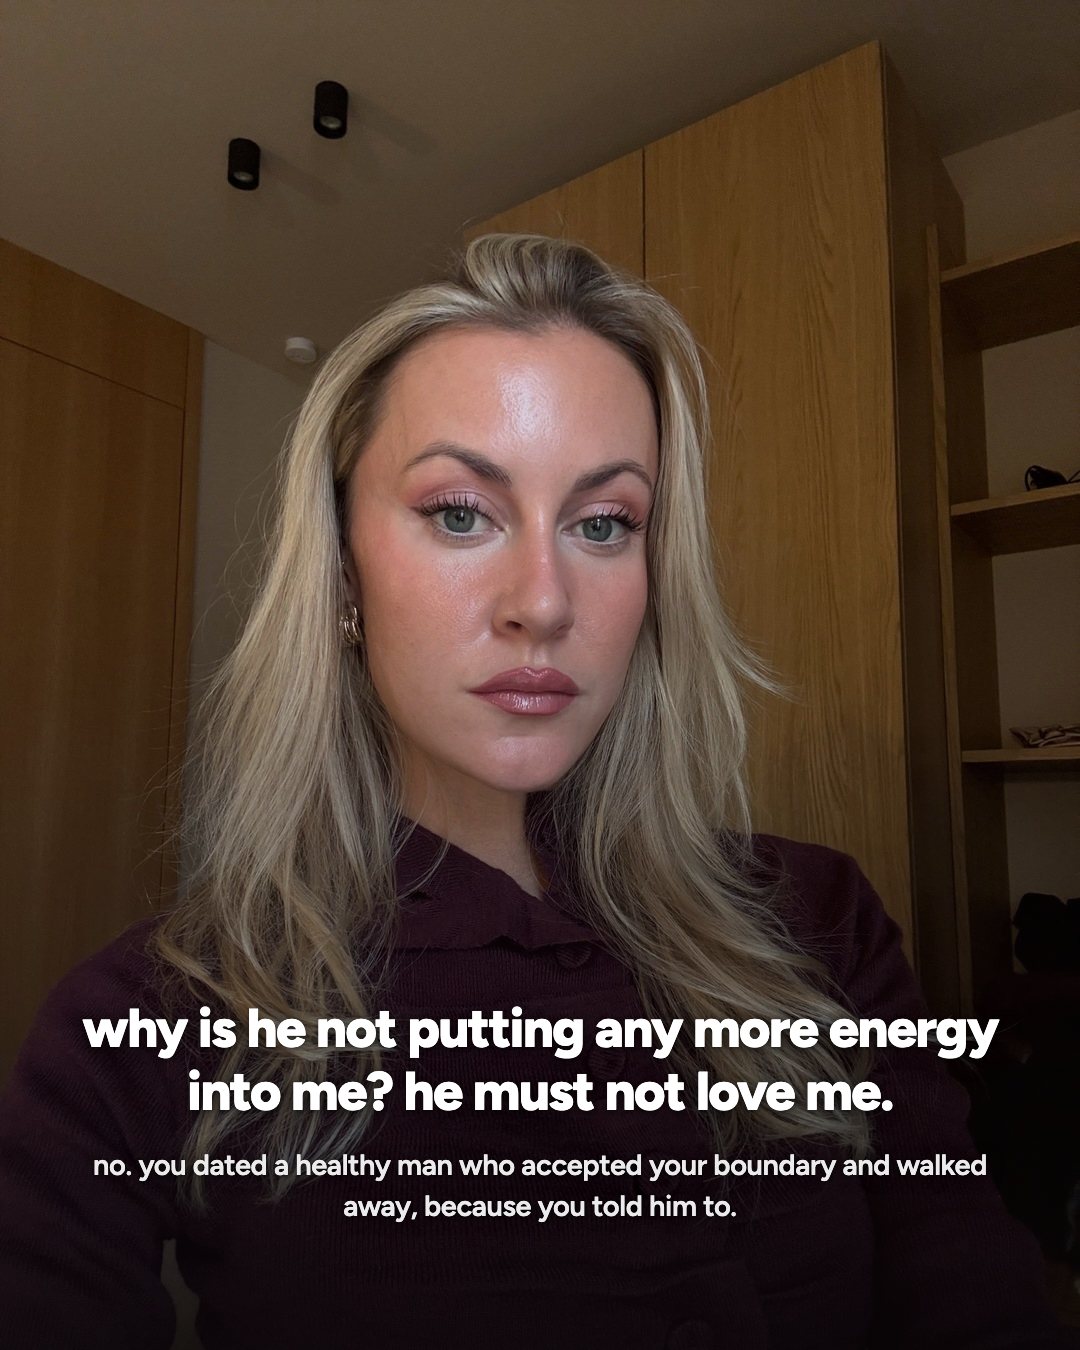 why is he not putting any more energy
into me? he must not love me.
no. you dated a healthy man who accepted your boundary and walked
away, because you told him to.